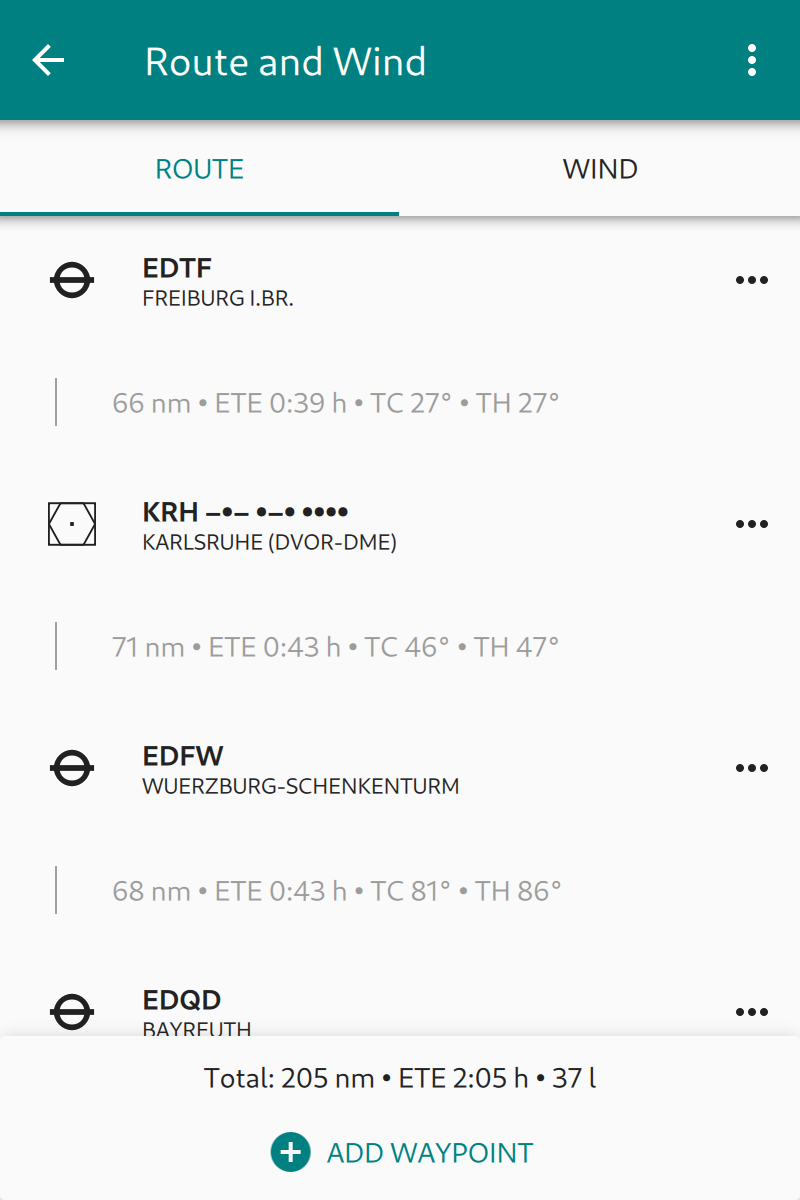 Route and Wind
ROUTE WIND
EDTF
FREIBURG I.BR.
66 nm • ETE 0:39 h • TC 27° • TH 27°
KRH –•– •–• ••••
KARLSRUHE (DVOR-DME)
71 nm • ETE 0:43 h • TC 46° • TH 47°
EDFW
WUERZBURG-SCHENKENTURM
68 nm • ETE 0:43 h • TC 81° • TH 86°
EDQD
BAYREUTH
Total: 205 nm • ETE 2:05 h • 37 l
ADD WAYPOINT